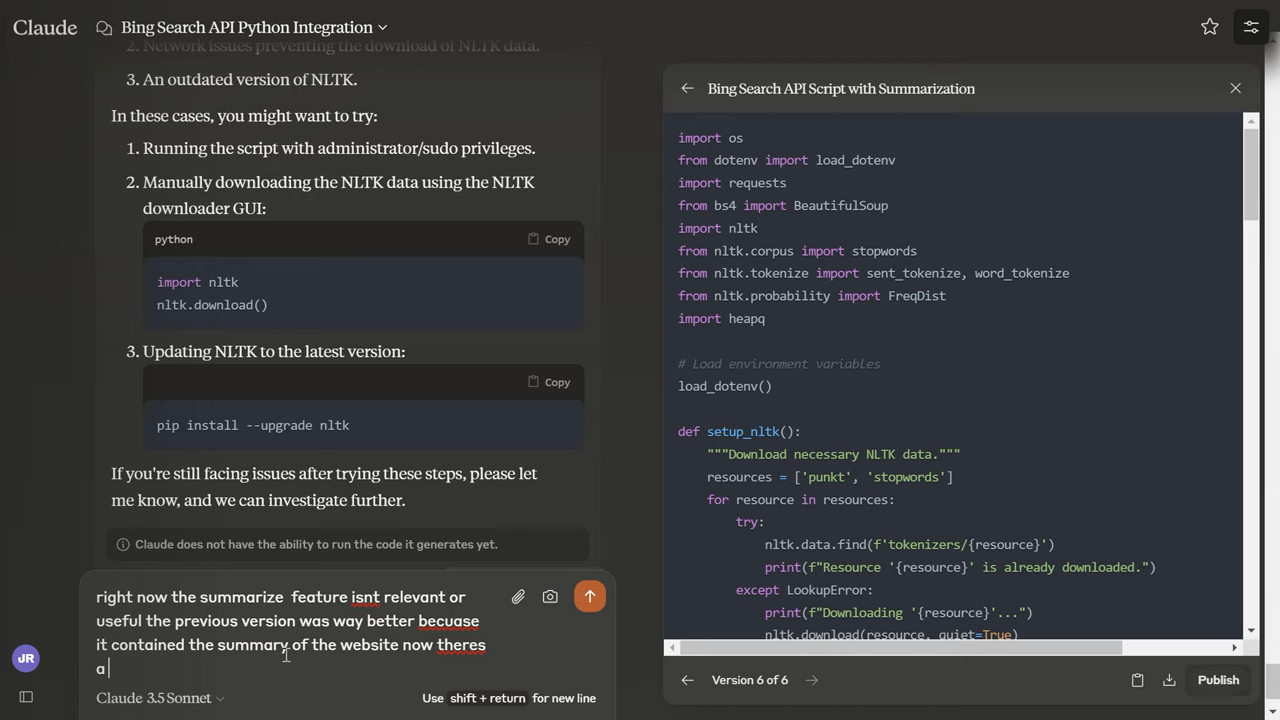 Claude
Bing Search API Python Integration
2. Network issues preventing the download of NLTK data.
3. An outdated version of NLTK.
In these cases, you might want to try:
1. Running the script with administrator/sudo privileges.
2. Manually downloading the NLTK data using the NLTK
downloader GUI:
python
Copy
import nltk
nltk.download()
3. Updating NLTK to the latest version:
Copy
pip install --upgrade nltk
If you're still facing issues after trying these steps, please let
me know, and we can investigate further.
Claude does not have the ability to run the code it generates yet.
right now the summarize  feature isnt relevant or
useful the previous version was way better becuase
it contained the summary of the website now theres
a
JR
Claude 3.5 Sonnet
Use shift + return for new line
Bing Search API Script with Summarization
import os
from dotenv import load_dotenv
import requests
from bs4 import BeautifulSoup
import nltk
from nltk.corpus import stopwords
from nltk.tokenize import sent_tokenize, word_tokenize
from nltk.probability import FreqDist
import heapq
# Load environment variables
load_dotenv()
def setup_nltk():
"""Download necessary NLTK data."""
resources = ['punkt', 'stopwords']
for resource in resources:
try:
nltk.data.find(f'tokenizers/{resource}')
print(f"Resource '{resource}' is already downloaded.")
except LookupError:
print(f"Downloading '{resource}'...")
nltk.download(resource, quiet=True)
Version 6 of 6
Publish